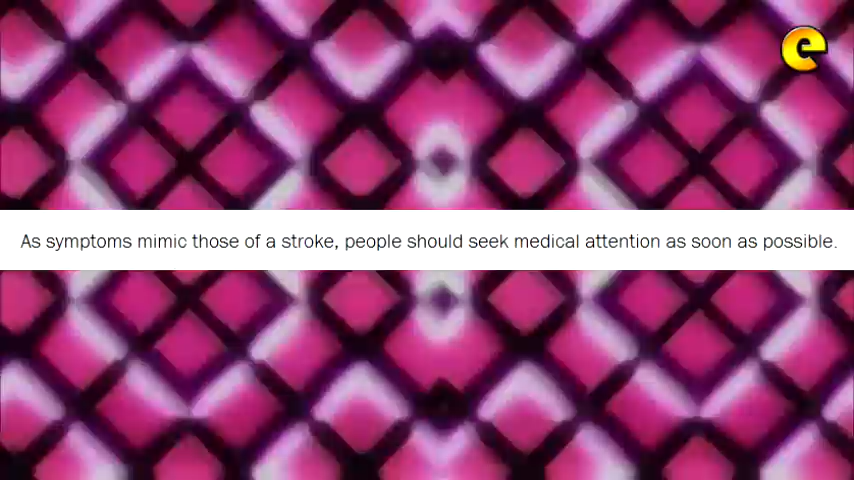 e
As symptoms mimic those of a stroke, people should seek medical attention as soon as possible.